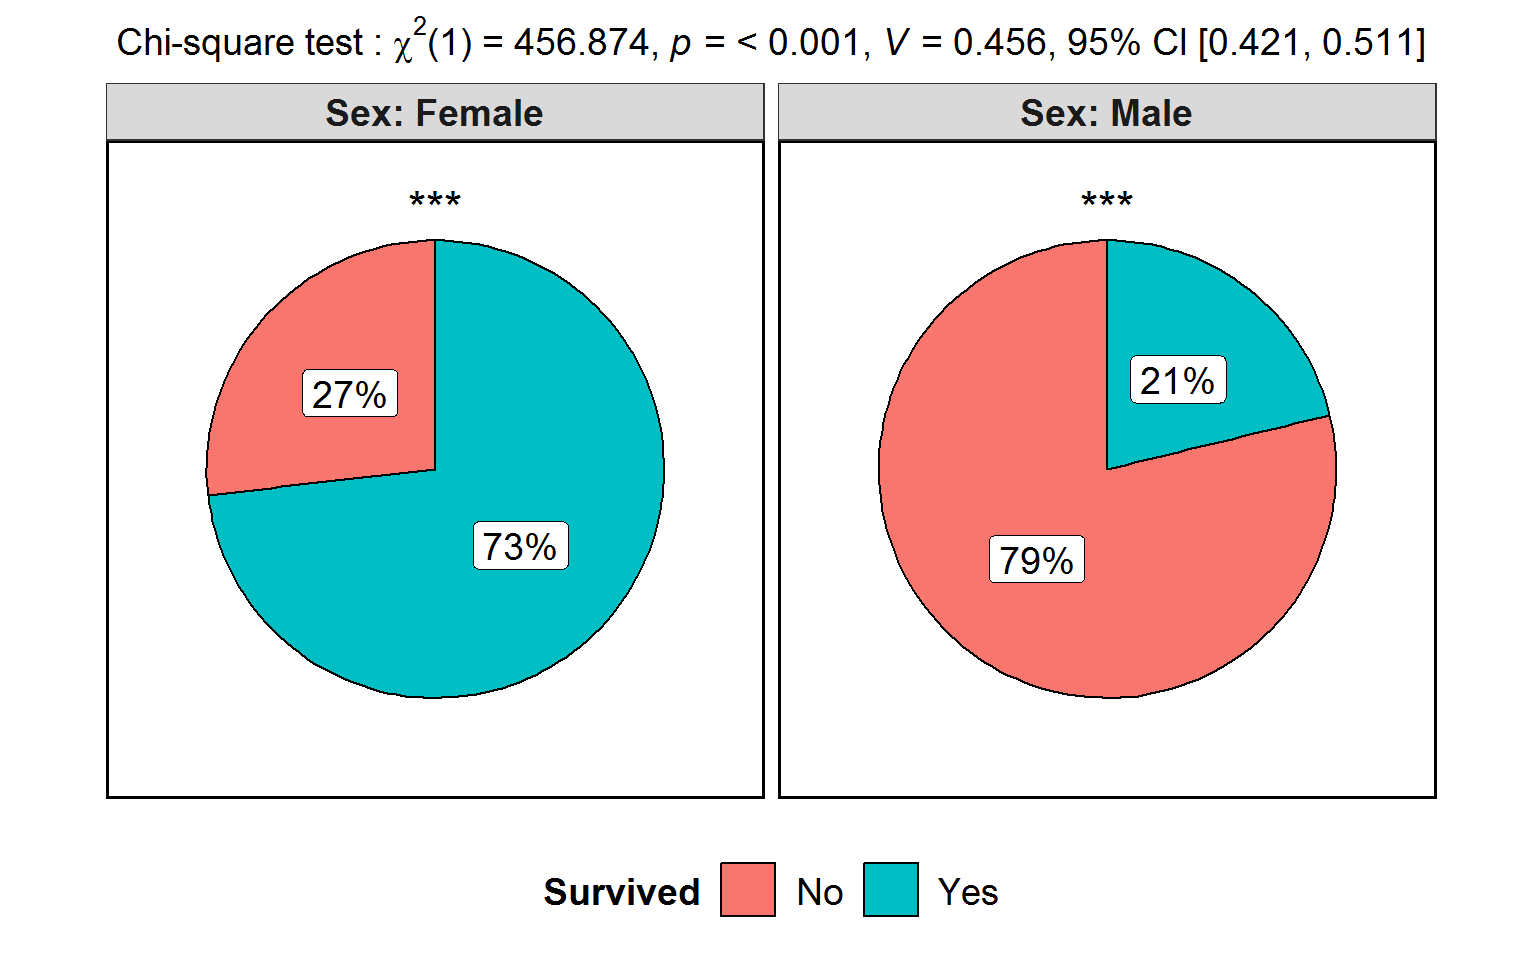 Chi-square test : χ²(1) = 456.874, p = < 0.001, V = 0.456, 95% CI [0.421, 0.511]
Sex: Female
Sex: Male
***
***
27%
73%
21%
79%
Survived No Yes